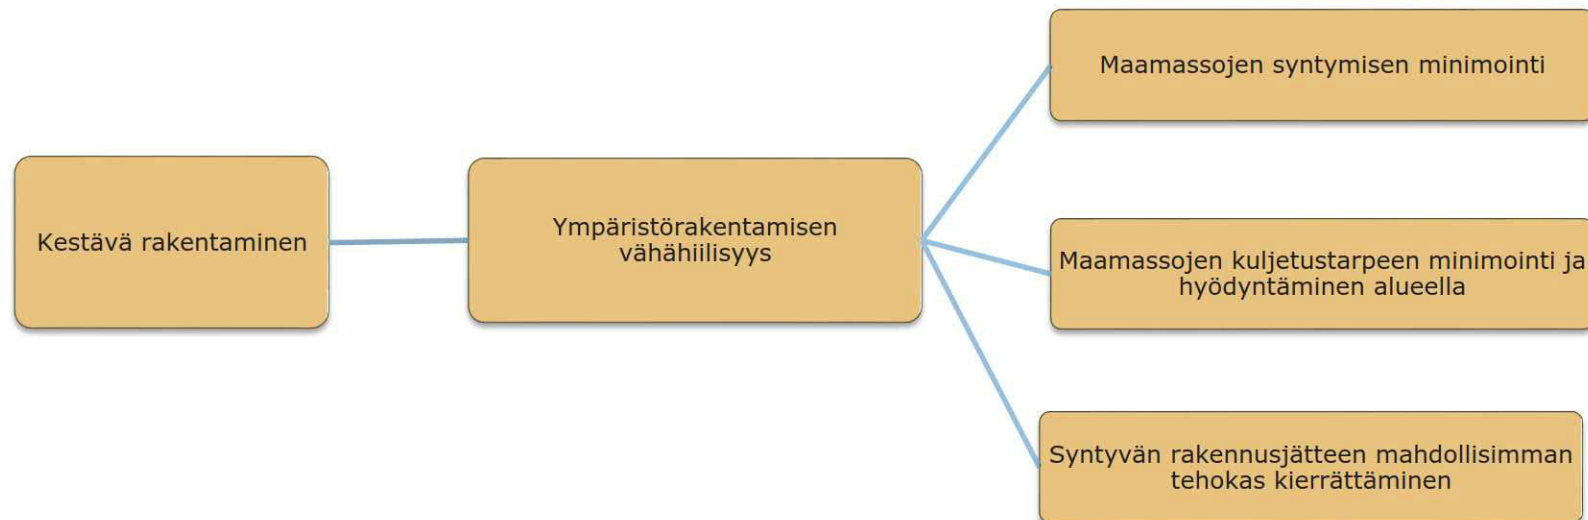 Kestävä rakentaminen
Ympäristörakentamisen
vähähiilisyys
Maamassojen syntymisen minimointi
Maamassojen kuljetustarpeen minimointi ja
hyödyntäminen alueella
Syntyvän rakennusjätteen mahdollisimman
tehokas kierrättäminen